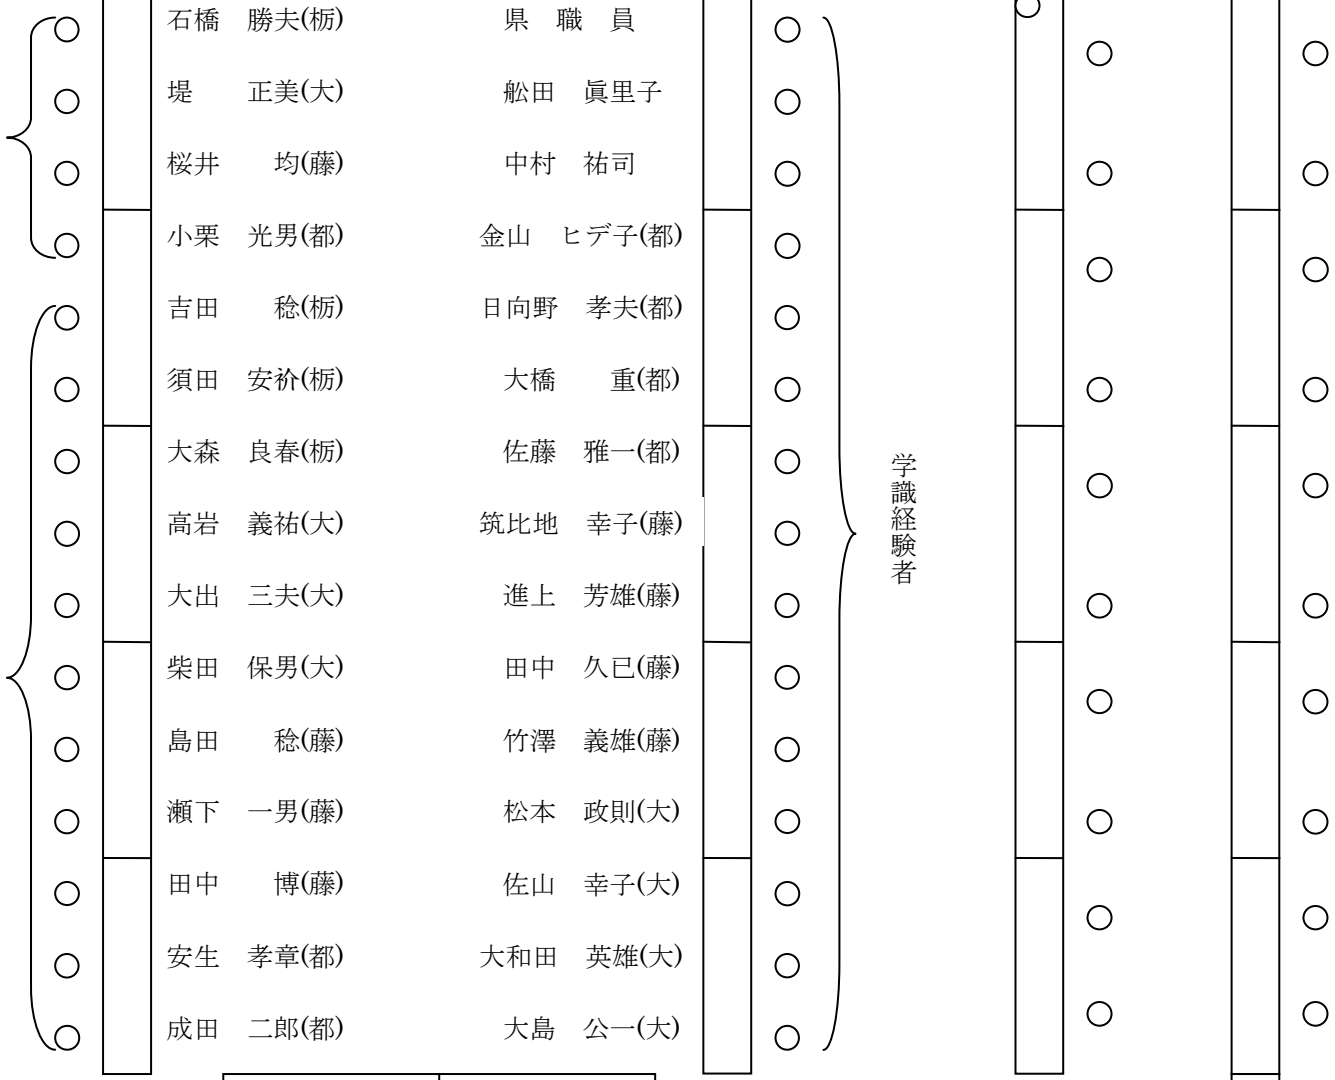 石橋　勝夫(栃)　県　職　員
堤　　正美(大)　舩田　眞里子
桜井　　均(藤)　中村　祐司
小栗　光男(都)　金山　ヒデ子(都)
吉田　　稔(栃)　日向野　孝夫(都)
須田　安衸(栃)　大橋　　重(都)
大森　良春(栃)　佐藤　雅一(都)
高岩　義祐(大)　筑比地　幸子(藤)
大出　三夫(大)　進上　芳雄(藤)
柴田　保男(大)　田中　久已(藤)
島田　　稔(藤)　竹澤　義雄(藤)
瀬下　一男(藤)　松本　政則(大)
田中　　博(藤)　佐山　幸子(大)
安生　孝章(都)　大和田　英雄(大)
成田　二郎(都)　大島　公一(大)
学識経験者